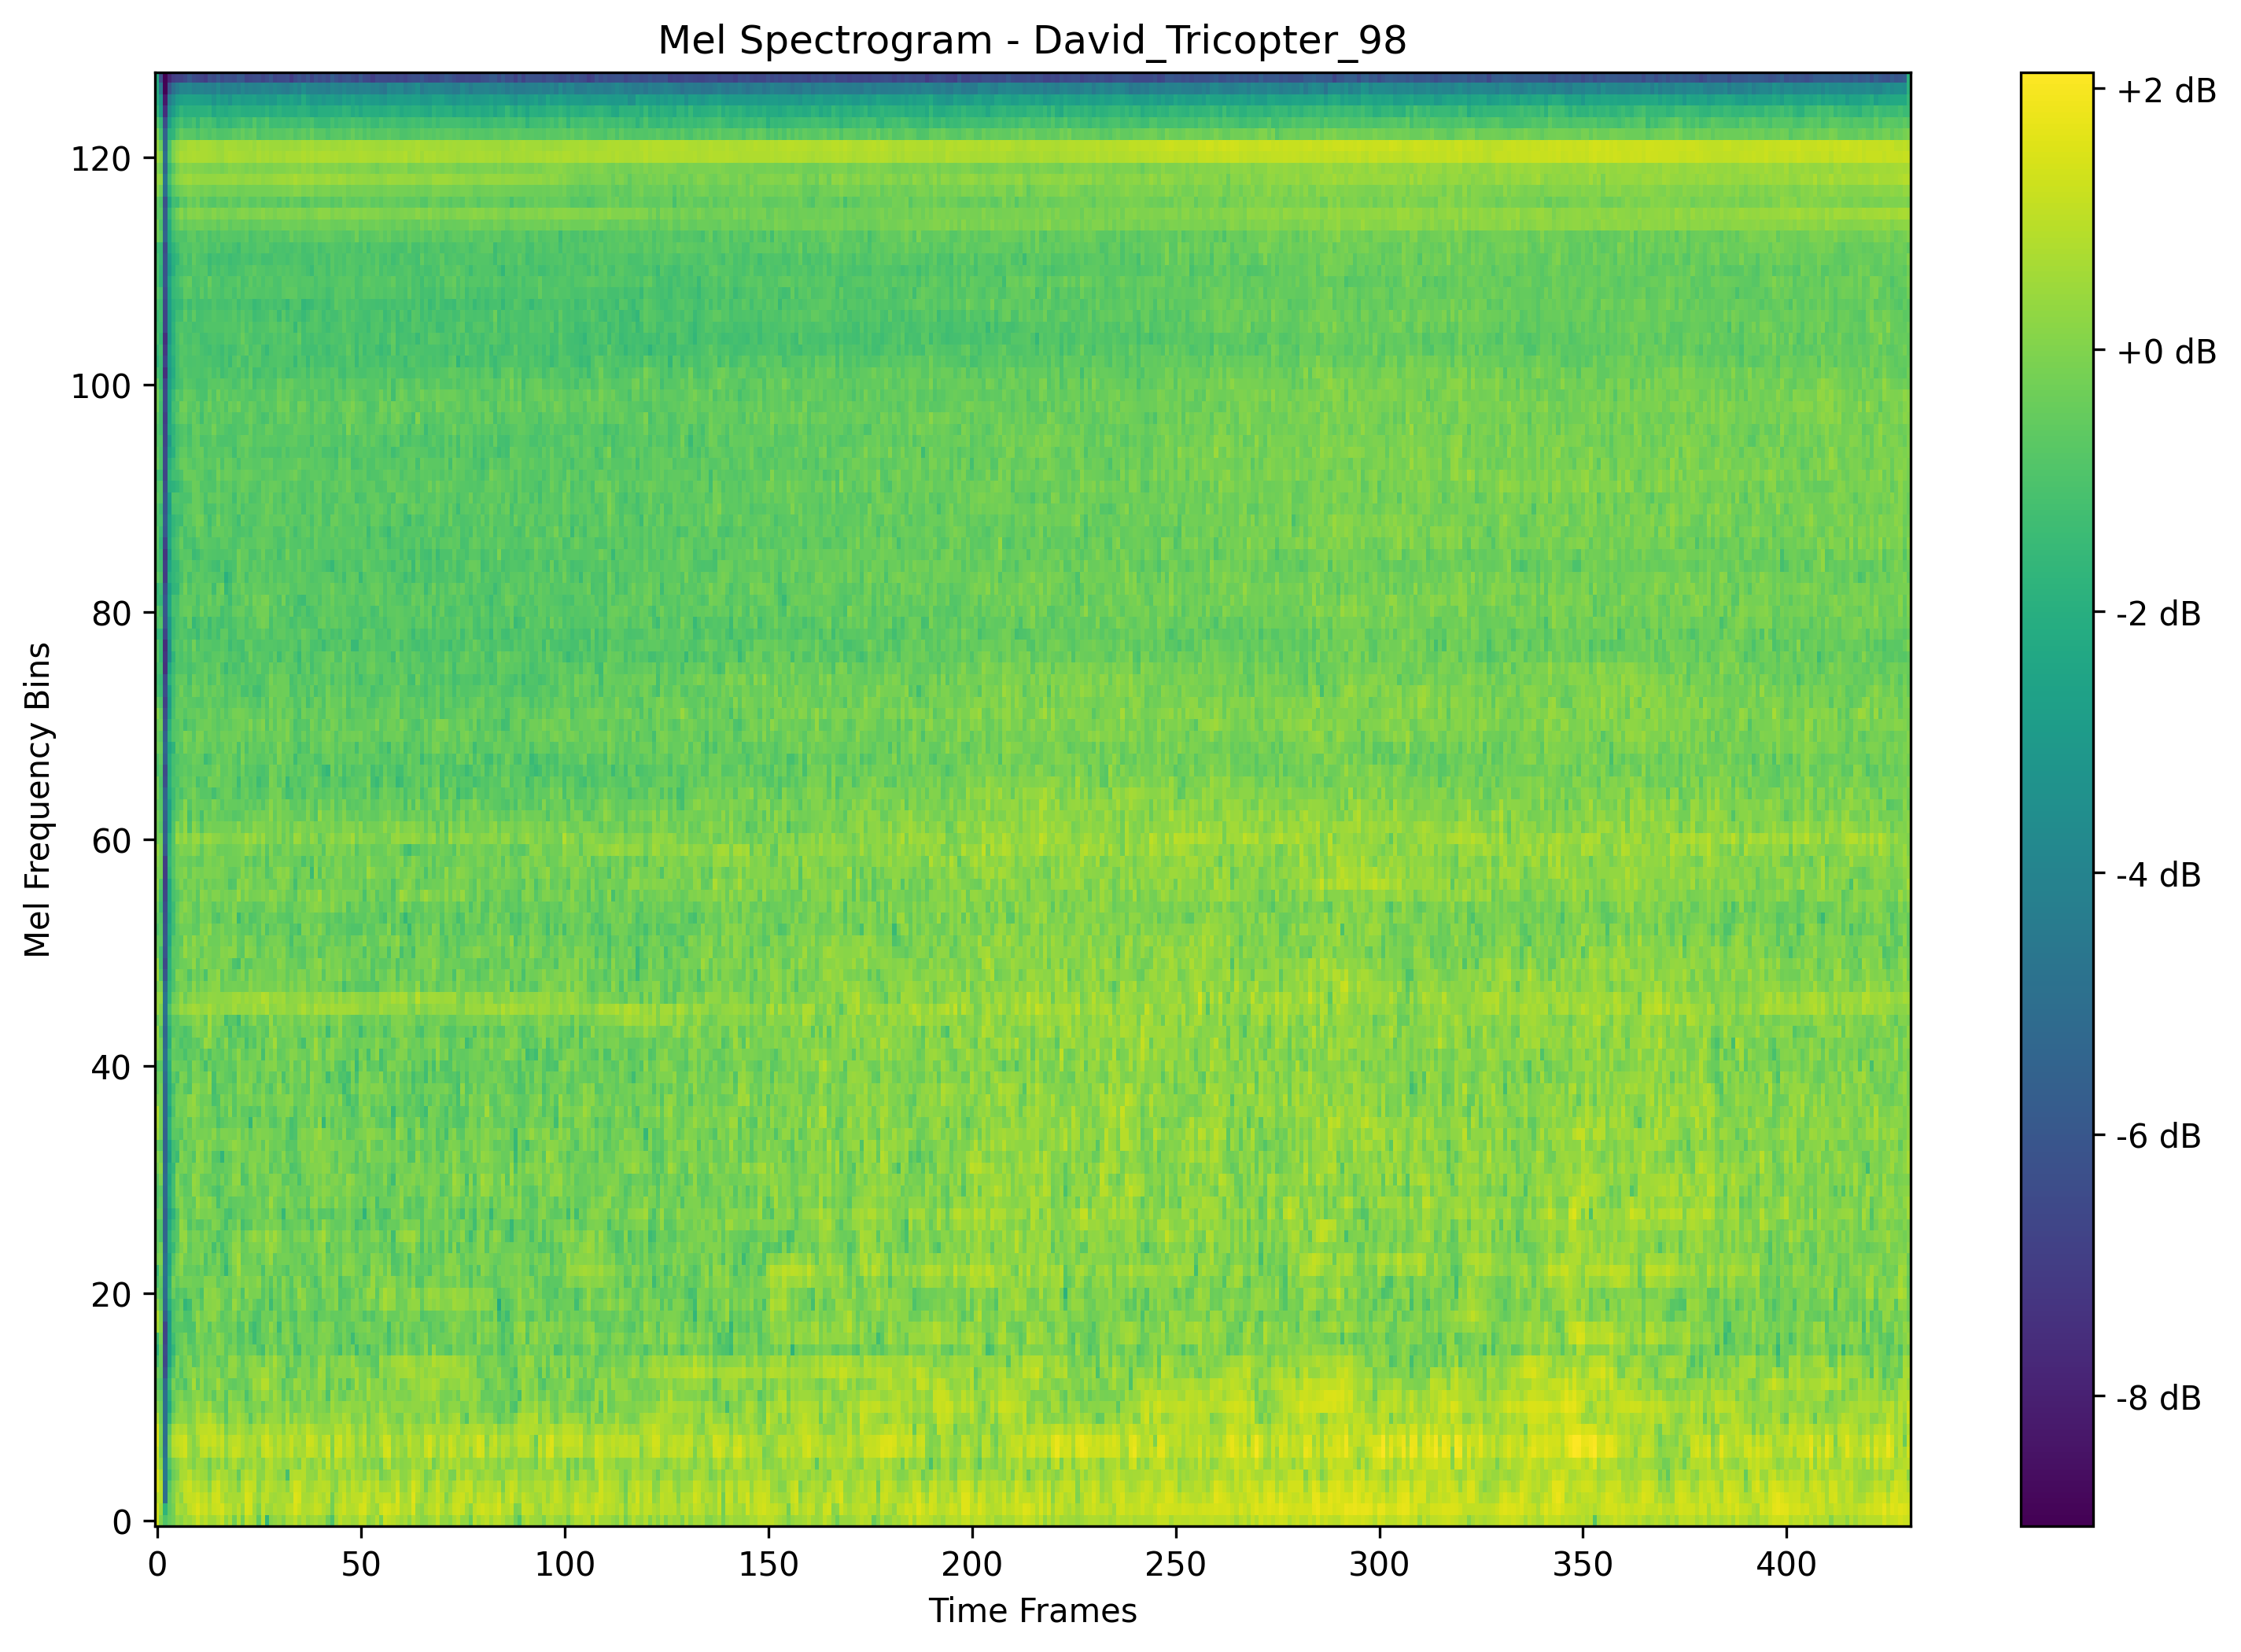 Mel Spectrogram - David_Tricopter_98
Mel Frequency Bins
120
100
80
60
40
20
0
0 50 100 150 200 250 300 350 400
Time Frames
+2 dB
+0 dB
-2 dB
-4 dB
-6 dB
-8 dB